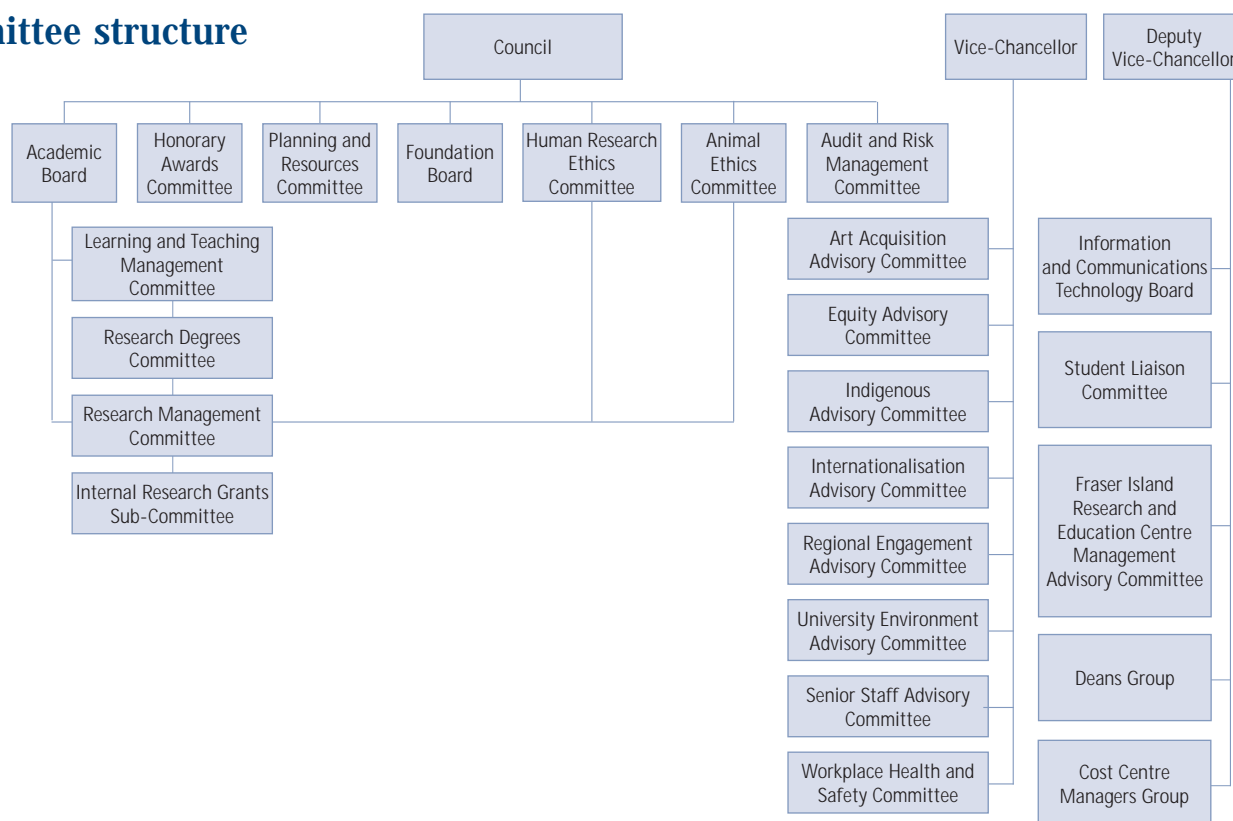 mittee structure
Council
Vice-Chancellor
Deputy
Vice-Chancellor
Academic
Board
Honorary
Awards
Committee
Planning and
Resources
Committee
Foundation
Board
Human Research
Ethics
Committee
Animal
Ethics
Committee
Audit and Risk
Management
Committee
Learning and Teaching
Management
Committee
Research Degrees
Committee
Research Management
Committee
Internal Research Grants
Sub-Committee
Art Acquisition
Advisory Committee
Equity Advisory
Committee
Indigenous
Advisory Committee
Internationalisation
Advisory Committee
Regional Engagement
Advisory Committee
University Environment
Advisory Committee
Senior Staff Advisory
Committee
Workplace Health and
Safety Committee
Information
and Communications
Technology Board
Student Liaison
Committee
Fraser Island
Research and
Education Centre
Management
Advisory Committee
Deans Group
Cost Centre
Managers Group